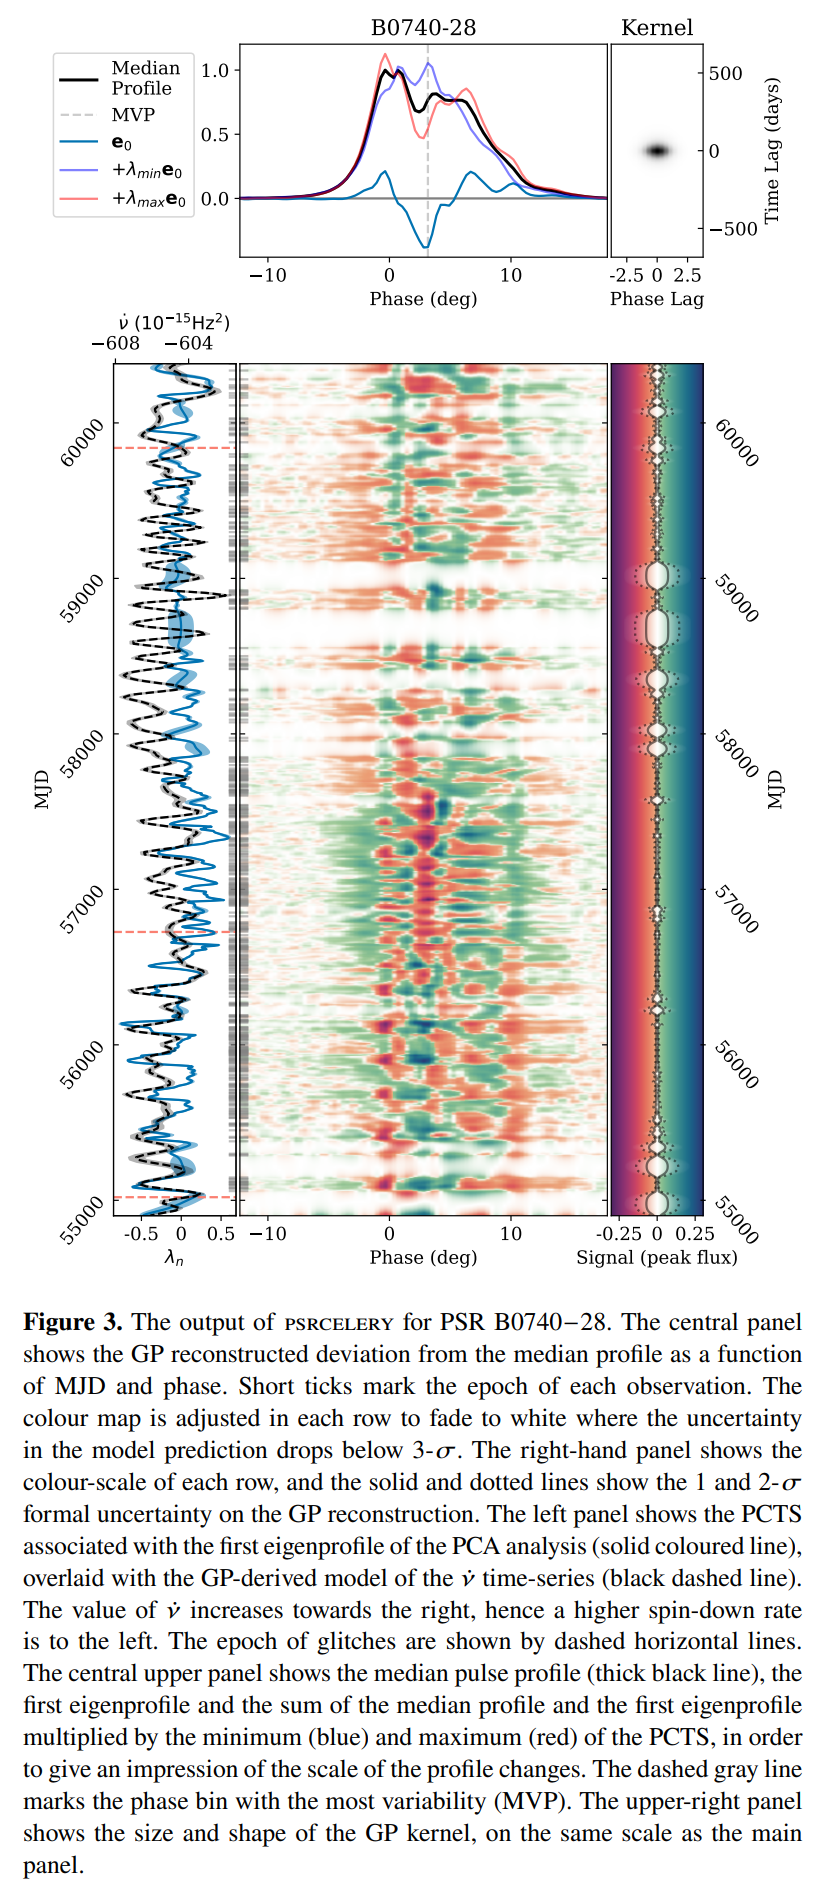 B0740-28
Kernel
Median
Profile
MVP
e₀
+λₘᵢₙe₀
+λₘₐₓe₀
1.0
0.5
0.0
500
0
−500
Time Lag (days)
−10 0 10
Phase (deg)
-2.5 0 2.5
Phase Lag
ν̇ (10⁻¹⁵Hz²)
−608 −604
60000
59000
58000
57000
56000
55000
MJD
60000
59000
58000
57000
56000
55000
MJD
-0.5 0 0.5
λₙ
−10 0 10
Phase (deg)
-0.25 0 0.25
Signal (peak flux)
Figure 3. The output of PSRCELERY for PSR B0740−28. The central panel
shows the GP reconstructed deviation from the median profile as a function
of MJD and phase. Short ticks mark the epoch of each observation. The
colour map is adjusted in each row to fade to white where the uncertainty
in the model prediction drops below 3-σ. The right-hand panel shows the
colour-scale of each row, and the solid and dotted lines show the 1 and 2-σ
formal uncertainty on the GP reconstruction. The left panel shows the PCTS
associated with the first eigenprofile of the PCA analysis (solid coloured line),
overlaid with the GP-derived model of the ν̇ time-series (black dashed line).
The value of ν̇ increases towards the right, hence a higher spin-down rate
is to the left. The epoch of glitches are shown by dashed horizontal lines.
The central upper panel shows the median pulse profile (thick black line), the
first eigenprofile and the sum of the median profile and the first eigenprofile
multiplied by the minimum (blue) and maximum (red) of the PCTS, in order
to give an impression of the scale of the profile changes. The dashed gray line
marks the phase bin with the most variability (MVP). The upper-right panel
shows the size and shape of the GP kernel, on the same scale as the main
panel.